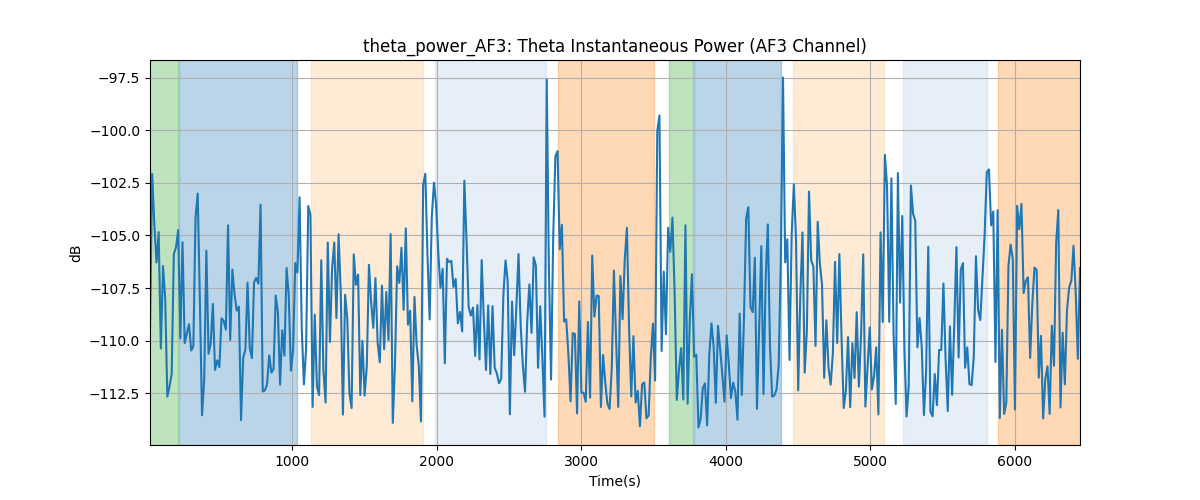 theta_power_AF3: Theta Instantaneous Power (AF3 Channel)
−97.5
−100.0
−102.5
−105.0
−107.5
−110.0
−112.5
dB
1000 2000 3000 4000 5000 6000
Time(s)